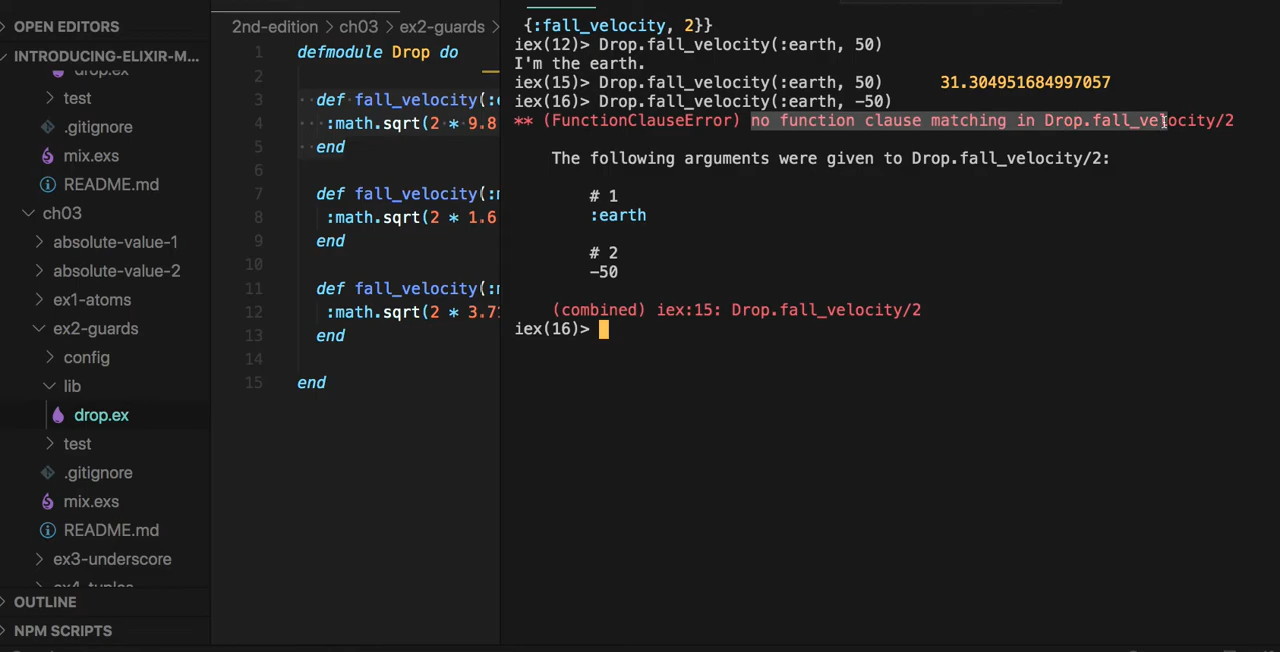 OPEN EDITORS
INTRODUCING-ELIXIR-M...
drop.ex
test
.gitignore
mix.exs
README.md
ch03
absolute-value-1
absolute-value-2
ex1-atoms
ex2-guards
config
lib
drop.ex
test
.gitignore
mix.exs
README.md
ex3-underscore
ex4-tuples
OUTLINE
NPM SCRIPTS
2nd-edition > ch03 > ex2-guards >
1 defmodule Drop do
2
3 def fall_velocity(:e
4 :math.sqrt(2 * 9.8
5 end
6
7 def fall_velocity(:m
8 :math.sqrt(2 * 1.6
9 end
10
11 def fall_velocity(:m
12 :math.sqrt(2 * 3.71
13 end
14
15 end
{:fall_velocity, 2}}
iex(12)> Drop.fall_velocity(:earth, 50)
I'm the earth.
iex(15)> Drop.fall_velocity(:earth, 50) 31.304951684997057
iex(16)> Drop.fall_velocity(:earth, -50)
** (FunctionClauseError) no function clause matching in Drop.fall_velocity/2
The following arguments were given to Drop.fall_velocity/2:
# 1
:earth
# 2
-50
(combined) iex:15: Drop.fall_velocity/2
iex(16)>